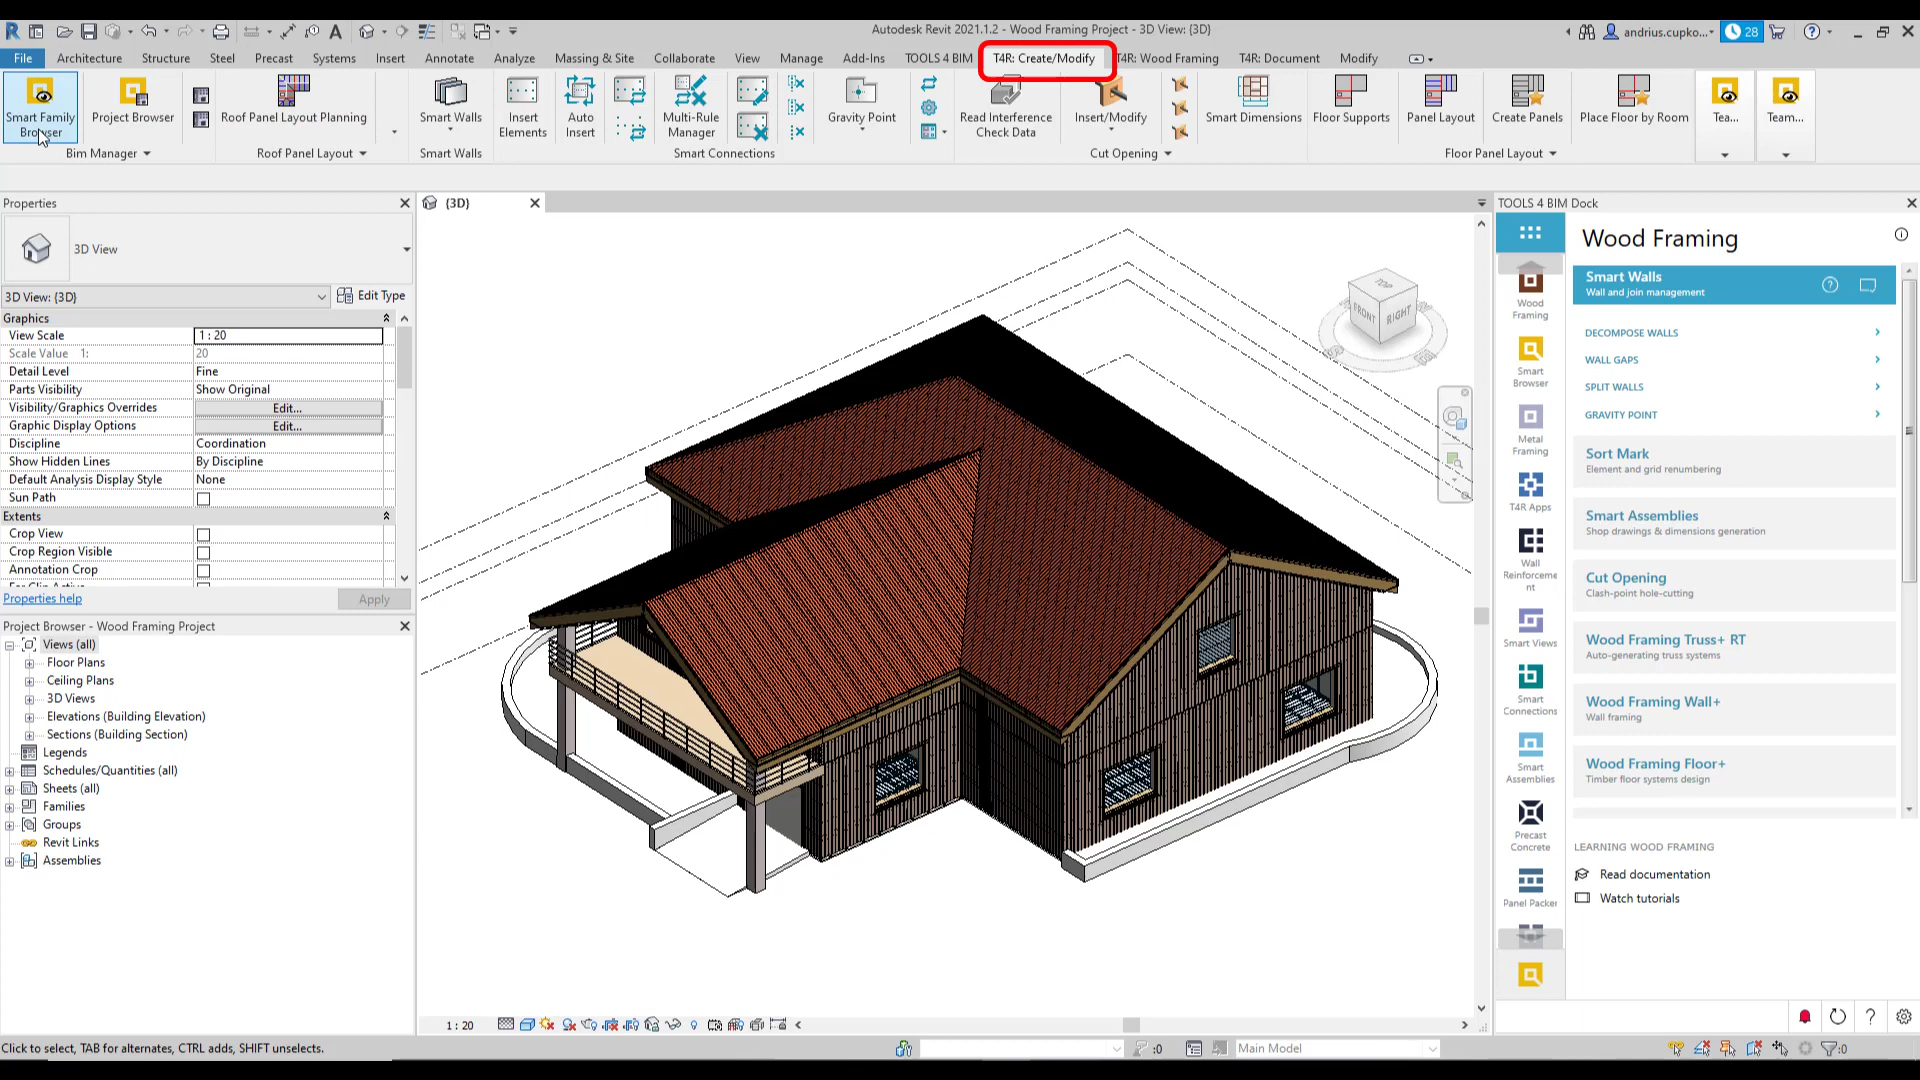 Autodesk Revit 2021.1.2 - Wood Framing Project - 3D View: {3D}
andrius.cupko...
28
File
Architecture
Structure
Steel
Precast
Systems
Insert
Annotate
Analyze
Massing & Site
Collaborate
View
Manage
Add-Ins
TOOLS 4 BIM
T4R: Create/Modify
T4R: Wood Framing
T4R: Document
Modify
Smart Family
Browser
Project Browser
Roof Panel Layout Planning
Smart Walls
Insert
Elements
Auto
Insert
Multi-Rule
Manager
Gravity Point
Read Interference
Check Data
Insert/Modify
Smart Dimensions
Floor Supports
Panel Layout
Create Panels
Place Floor by Room
Tea...
Team...
Bim Manager
Roof Panel Layout
Smart Walls
Smart Connections
Cut Opening
Floor Panel Layout
Properties
3D View
3D View: {3D}
Edit Type
Graphics
View Scale
1 : 20
Scale Value 1:
20
Detail Level
Fine
Parts Visibility
Show Original
Visibility/Graphics Overrides
Edit...
Graphic Display Options
Edit...
Discipline
Coordination
Show Hidden Lines
By Discipline
Default Analysis Display Style
None
Sun Path
Extents
Crop View
Crop Region Visible
Annotation Crop
Properties help
Apply
Project Browser - Wood Framing Project
Views (all)
Floor Plans
Ceiling Plans
3D Views
Elevations (Building Elevation)
Sections (Building Section)
Legends
Schedules/Quantities (all)
Sheets (all)
Families
Groups
Revit Links
Assemblies
{3D}
TOP
FRONT
RIGHT
1 : 20
TOOLS 4 BIM Dock
Wood
Framing
Smart
Browser
Metal
Framing
T4R Apps
Wall
Reinforceme
nt
Smart Views
Smart
Connections
Smart
Assemblies
Precast
Concrete
Panel Packer
Wood Framing
Smart Walls
Wall and join management
DECOMPOSE WALLS
WALL GAPS
SPLIT WALLS
GRAVITY POINT
Sort Mark
Element and grid renumbering
Smart Assemblies
Shop drawings & dimensions generation
Cut Opening
Clash-point hole-cutting
Wood Framing Truss+ RT
Auto-generating truss systems
Wood Framing Wall+
Wall framing
Wood Framing Floor+
Timber floor systems design
LEARNING WOOD FRAMING
Read documentation
Watch tutorials
Click to select, TAB for alternates, CTRL adds, SHIFT unselects.
:0
Main Model
:0